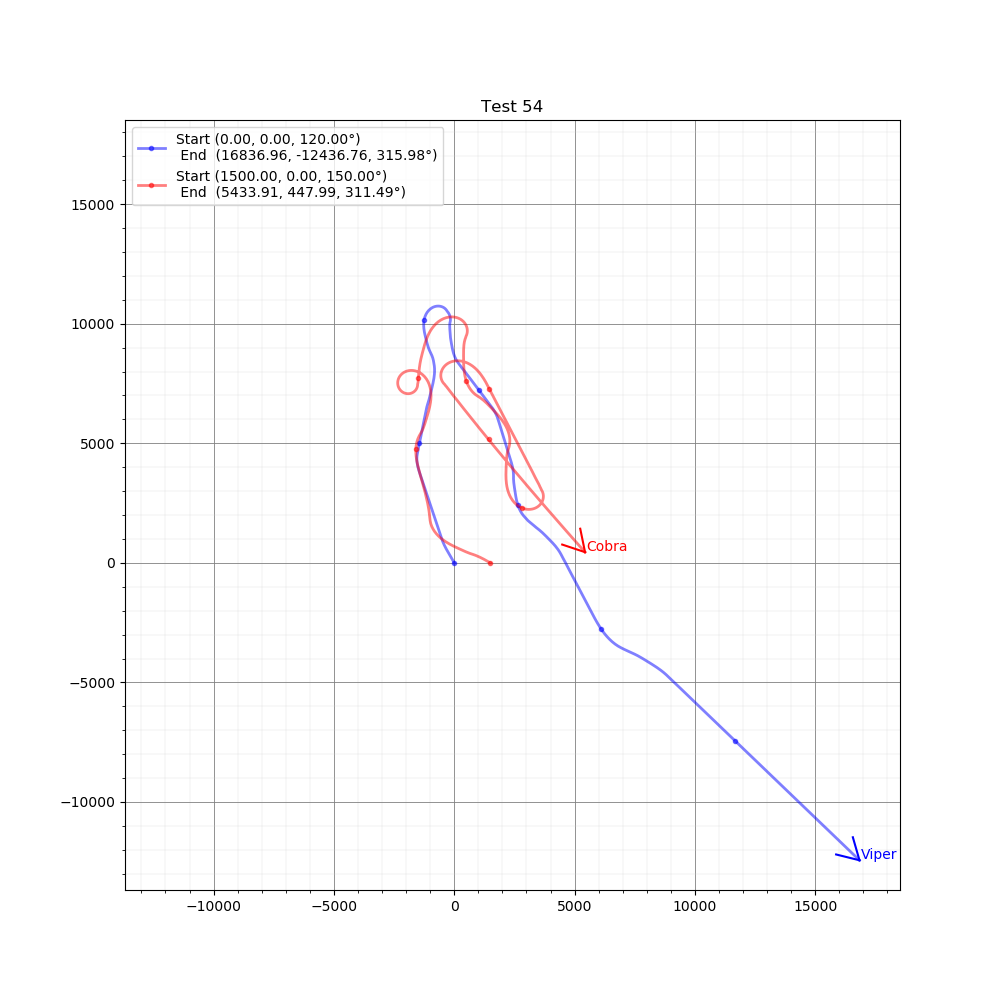 Test 54
Start (0.00, 0.00, 120.00°)
End (16836.96, -12436.76, 315.98°)
Start (1500.00, 0.00, 150.00°)
End (5433.91, 447.99, 311.49°)
15000
10000
5000
0
−5000
−10000
Cobra
Viper
−10000
−5000
0
5000
10000
15000